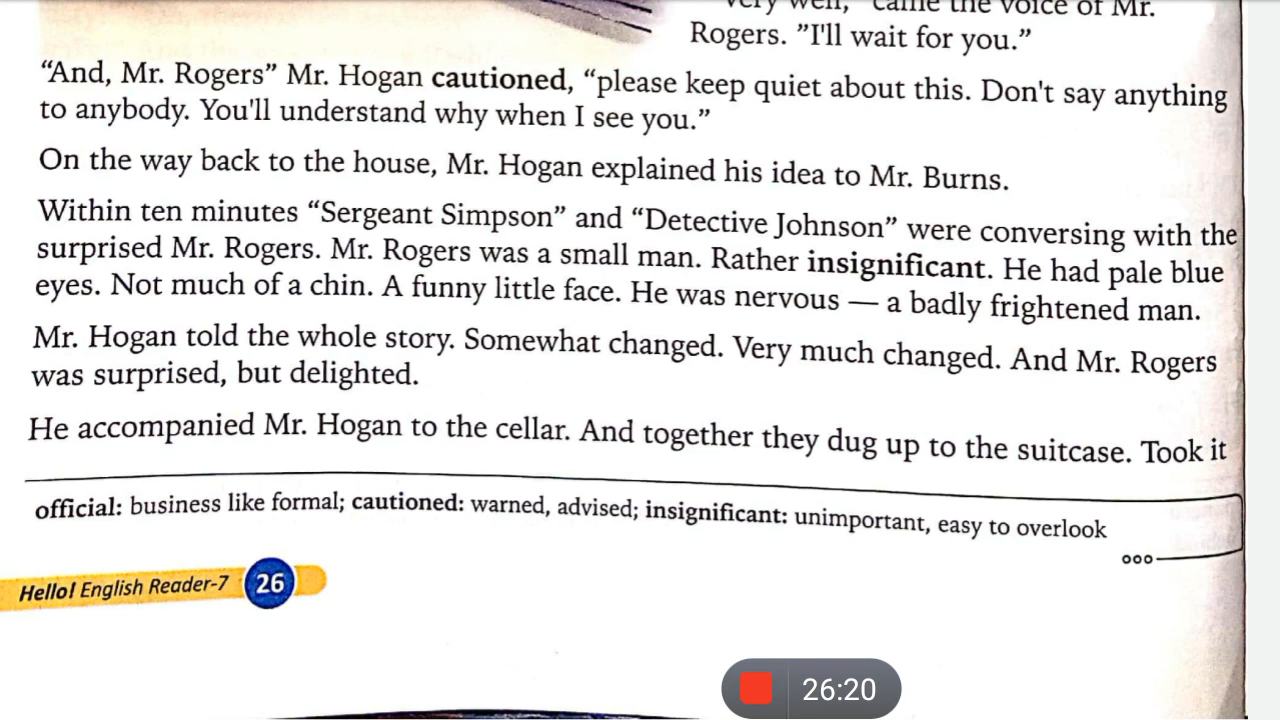 very well," came the voice of Mr.
Rogers. ”I'll wait for you.”
“And, Mr. Rogers” Mr. Hogan cautioned, “please keep quiet about this. Don't say anything
to anybody. You'll understand why when I see you.”
On the way back to the house, Mr. Hogan explained his idea to Mr. Burns.
Within ten minutes “Sergeant Simpson” and “Detective Johnson” were conversing with the
surprised Mr. Rogers. Mr. Rogers was a small man. Rather insignificant. He had pale blue
eyes. Not much of a chin. A funny little face. He was nervous — a badly frightened man.
Mr. Hogan told the whole story. Somewhat changed. Very much changed. And Mr. Rogers
was surprised, but delighted.
He accompanied Mr. Hogan to the cellar. And together they dug up to the suitcase. Took it
official: business like formal; cautioned: warned, advised; insignificant: unimportant, easy to overlook
Hello! English Reader-7 26
26:20